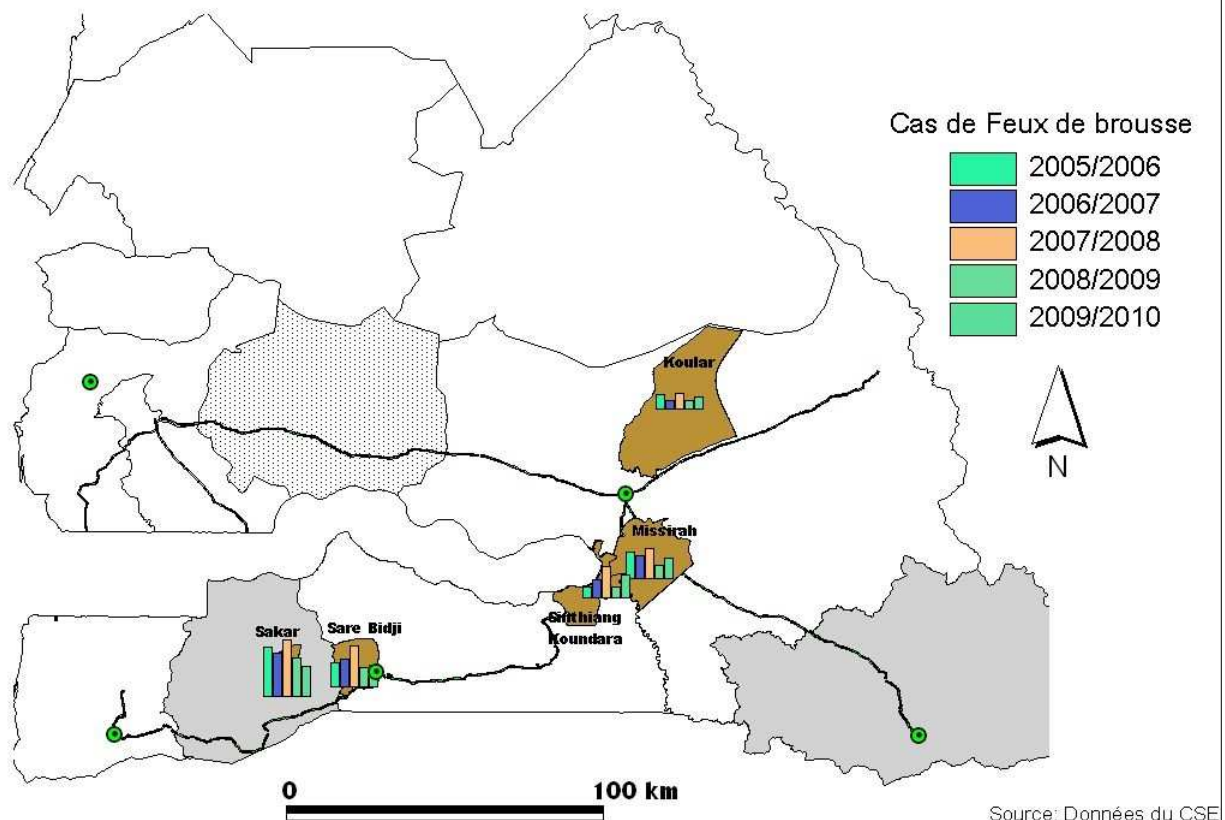 Cas de Feux de brousse
2005/2006
2006/2007
2007/2008
2008/2009
2009/2010
Koular
N
Missirah
Sinthiang
Koundara
Sare Bidji
Sakar
0 100 km
Source: Données du CSE